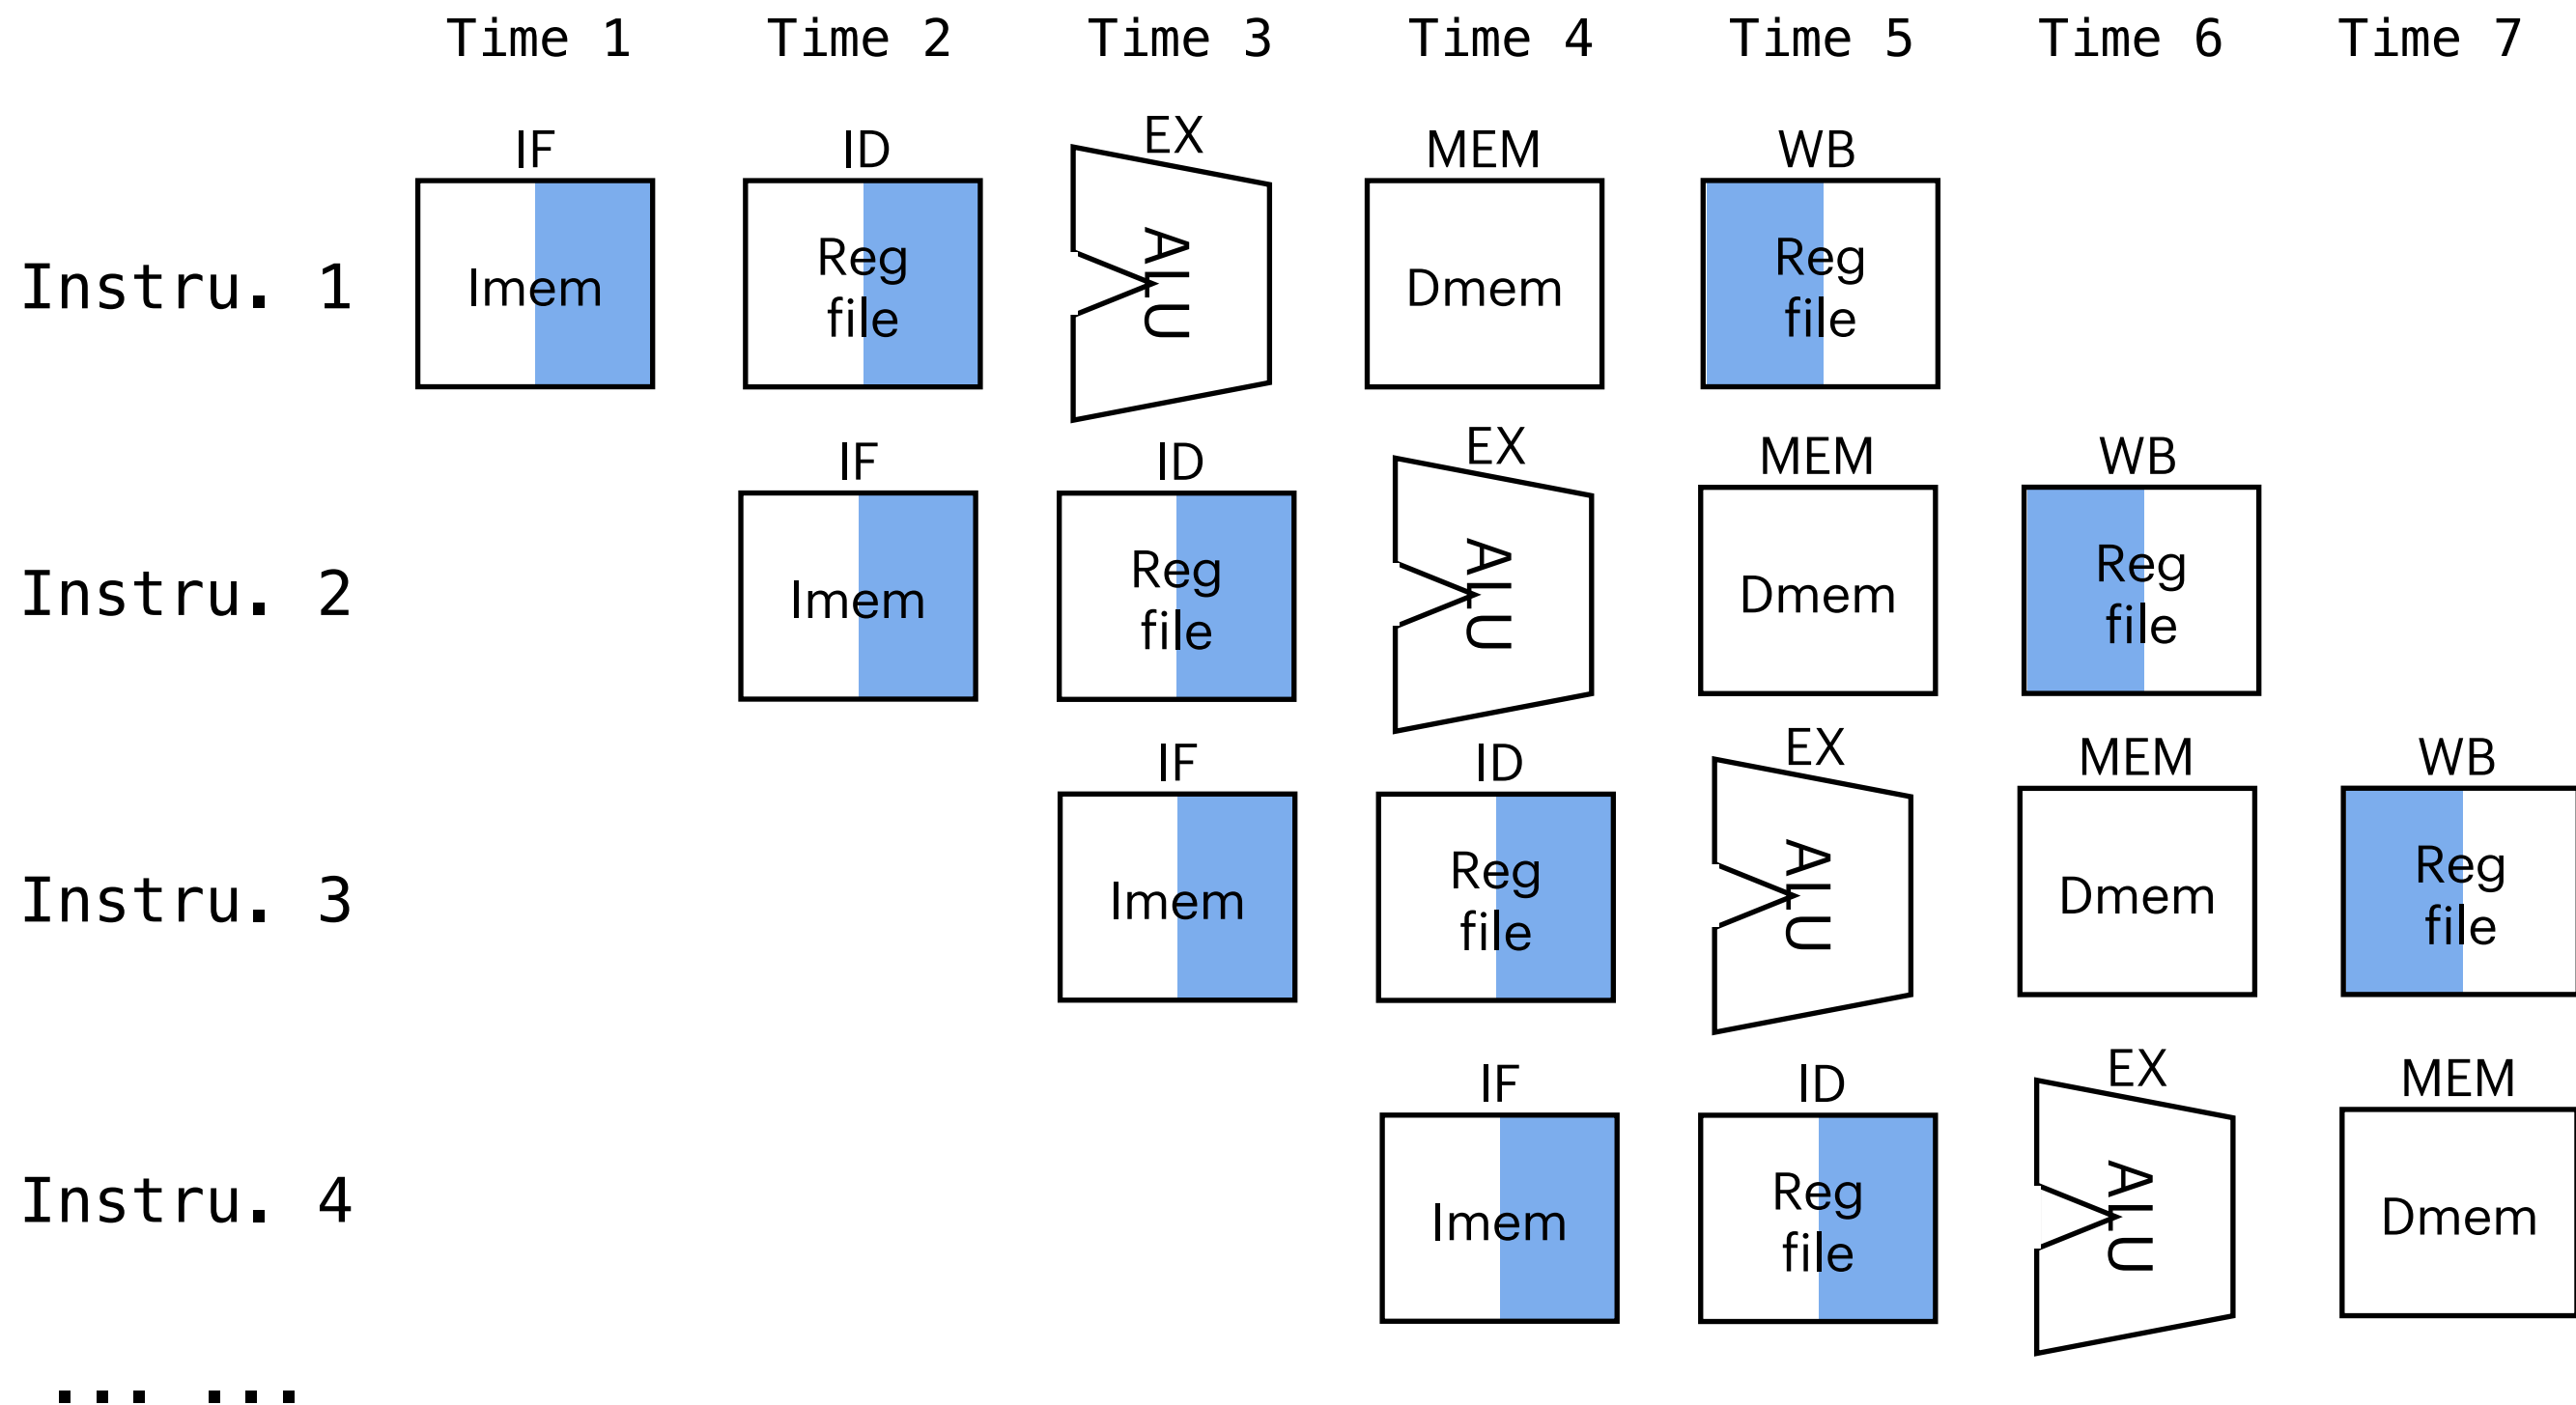 Time 1 Time 2 Time 3 Time 4 Time 5 Time 6 Time 7
IF ID EX MEM WB
Instru. 1 Imem Reg file ALU Dmem Reg file
IF ID EX MEM WB
Instru. 2 Imem Reg file ALU Dmem Reg file
IF ID EX MEM WB
Instru. 3 Imem Reg file ALU Dmem Reg file
IF ID EX MEM
Instru. 4 Imem Reg file ALU Dmem
... ...